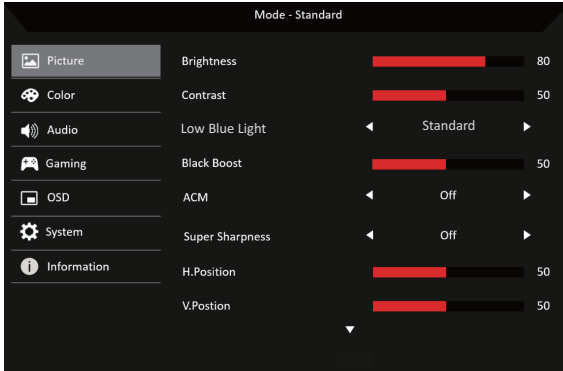 Mode - Standard
Picture
Brightness 80
Color
Contrast 50
Audio
Low Blue Light Standard
Gaming
Black Boost 50
OSD
ACM Off
System
Super Sharpness Off
Information
H.Position 50
V.Postion 50